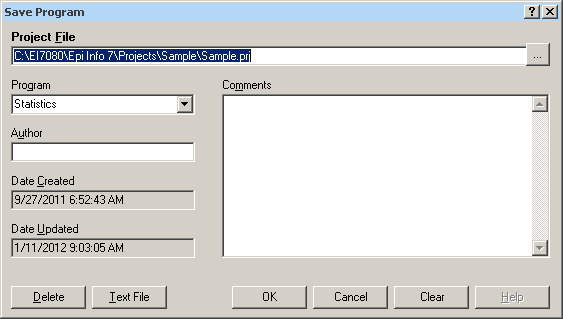 Save Program
Project File
C:\EI7080\Epi Info 7\Projects\Sample\Sample.prj
...
Program
Statistics
Author
Date Created
9/27/2011 6:52:43 AM
Date Updated
1/11/2012 9:03:05 AM
Comments
Delete
Text File
OK
Cancel
Clear
Help